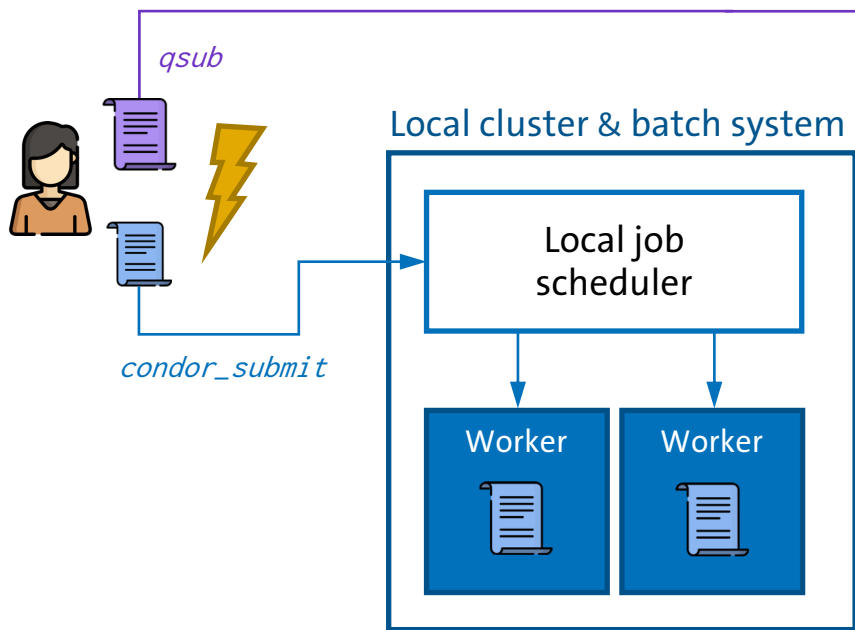 qsub
Local cluster & batch system
Local job
scheduler
condor_submit
Worker
Worker